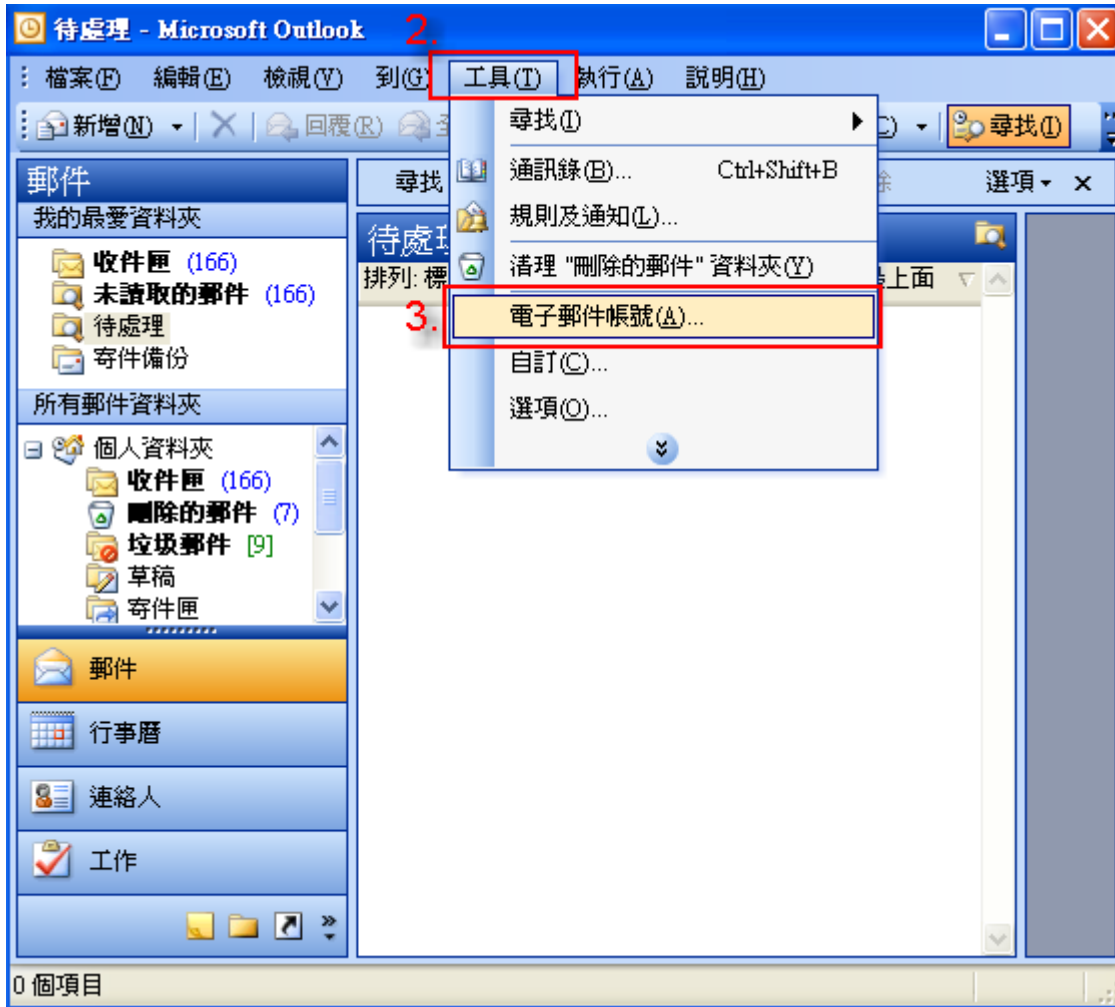 待處理 - Microsoft Outlook
2.
檔案(F) 編輯(E) 檢視(V) 到(G) 工具(T) 執行(A) 說明(H)
新增(N) 回覆(R) 尋找(I)
尋找(I)
通訊錄(B)... Ctrl+Shift+B
規則及通知(L)...
清理 "刪除的郵件" 資料夾(Y)
3.
電子郵件帳號(A)...
自訂(C)...
選項(O)...
郵件
尋找 選項
我的最愛資料夾
收件匣 (166)
未讀取的郵件 (166)
待處理
寄件備份
待處理
排列: 標 上面
所有郵件資料夾
個人資料夾
收件匣 (166)
刪除的郵件 (7)
垃圾郵件 [9]
草稿
寄件匣
郵件
行事曆
連絡人
工作
0 個項目